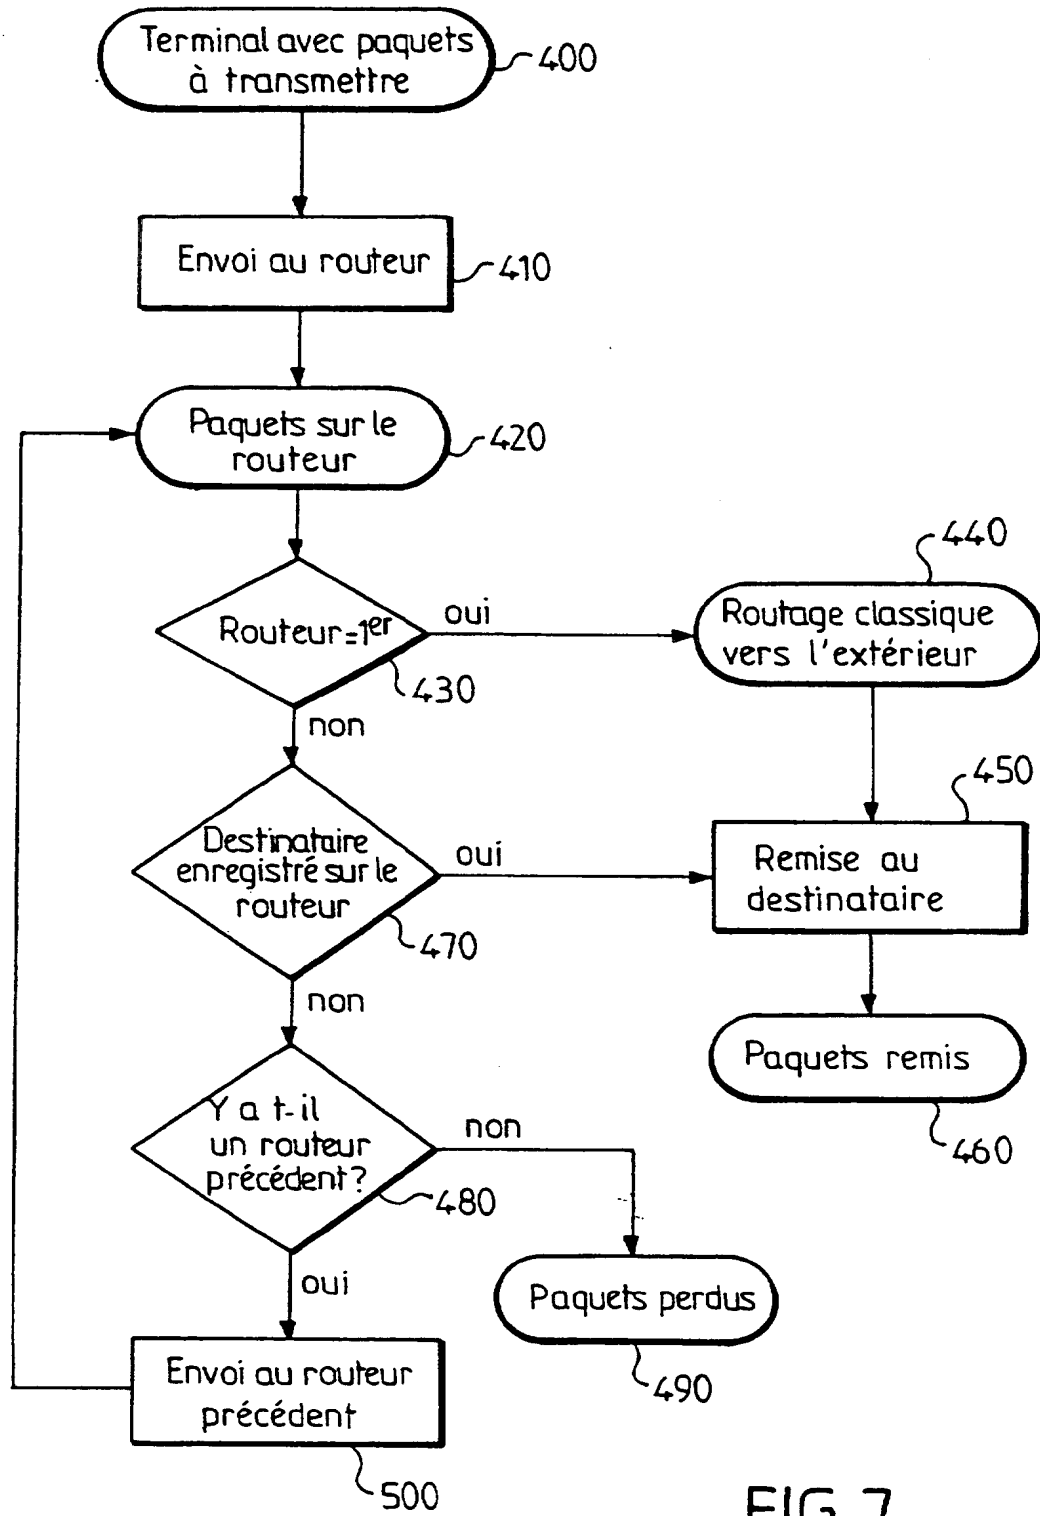 Terminal avec paquets
à transmettre
400
Envoi au routeur
410
Paquets sur le
routeur
420
Routeur=1er
430
oui
non
440
Routage classique
vers l'extérieur
450
Remise au
destinataire
Destinataire
enregistré sur le
routeur
470
oui
non
Paquets remis
460
Y a t-il
un routeur
précédent?
480
non
oui
Paquets perdus
490
Envoi au routeur
précédent
500
FIG.7